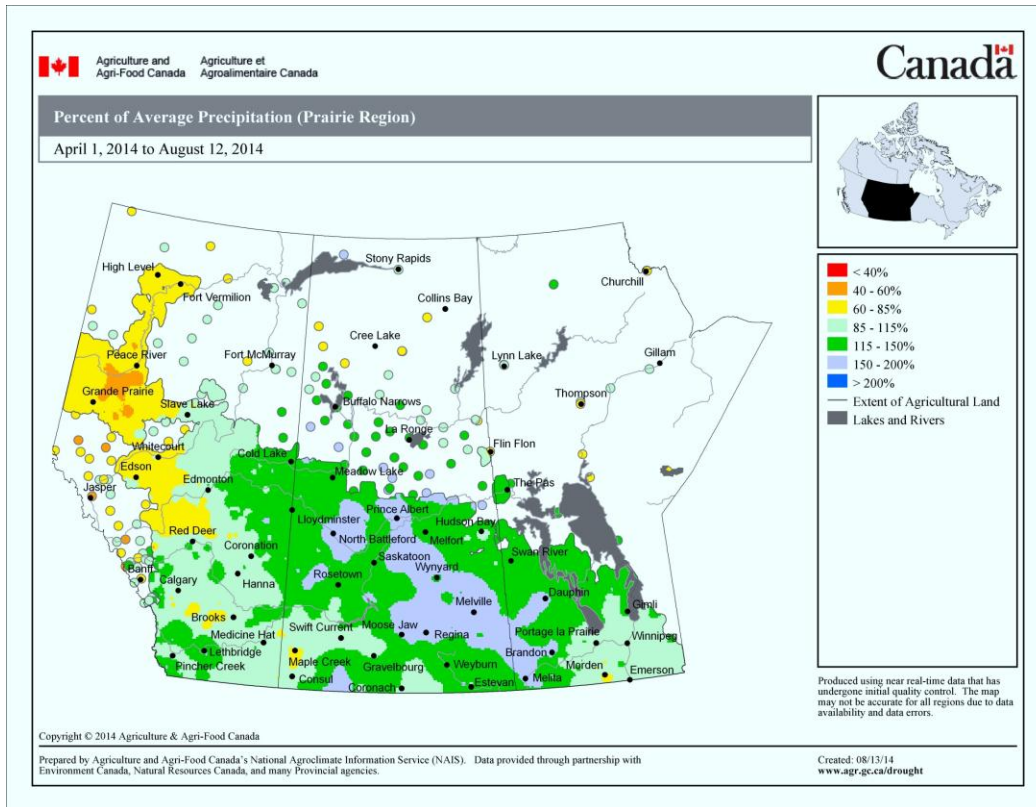 Agriculture and
Agri-Food Canada
Agriculture et
Agroalimentaire Canada
Canada
Percent of Average Precipitation (Prairie Region)
April 1, 2014 to August 12, 2014
Stony Rapids
High Level
Churchill
Fort Vermilion
Collins Bay
Cree Lake
Peace River
Fort McMurray
Lynn Lake
Gillam
Grande Prairie
Thompson
Slave Lake
Buffalo Narrows
La Ronge
Flin Flon
Whitecourt
Cold Lake
Edson
Meadow Lake
Edmonton
The Pas
Jasper
Lloydminster
Prince Albert
Hudson Bay
Red Deer
North Battleford
Melfort
Coronation
Saskatoon
Swan River
Banff
Hanna
Rosetown
Wynyard
Calgary
Dauphin
Melville
Gimli
Brooks
Swift Current
Moose Jaw
Regina
Portage la Prairie
Winnipeg
Medicine Hat
Lethbridge
Maple Creek
Gravelbourg
Weyburn
Brandon
Pincher Creek
Morden
Emerson
Consul
Coronach
Estevan
Melita
< 40%
40 - 60%
60 - 85%
85 - 115%
115 - 150%
150 - 200%
> 200%
Extent of Agricultural Land
Lakes and Rivers
Produced using near real-time data that has
undergone initial quality control. The map
may not be accurate for all regions due to data
availability and data errors.
Copyright © 2014 Agriculture & Agri-Food Canada
Prepared by Agriculture and Agri-Food Canada's National Agroclimate Information Service (NAIS). Data provided through partnership with
Environment Canada, Natural Resources Canada, and many Provincial agencies.
Created: 08/13/14
www.agr.gc.ca/drought